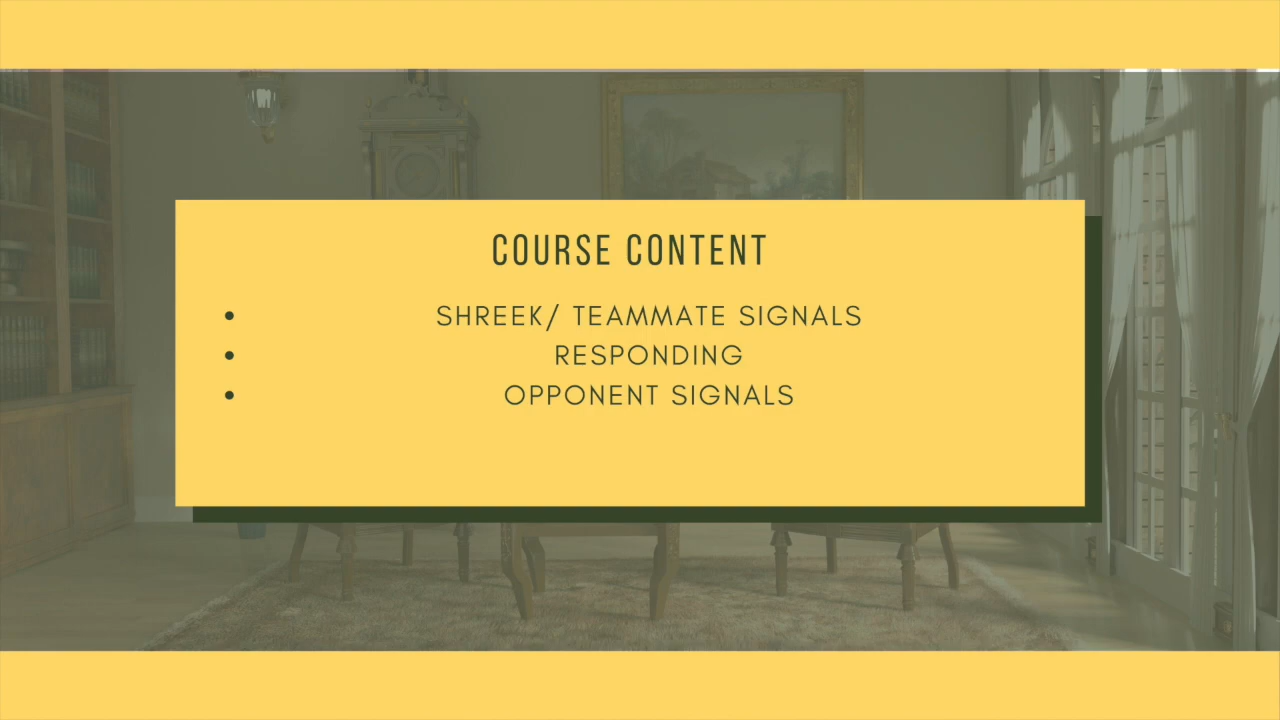 COURSE CONTENT
SHREEK/ TEAMMATE SIGNALS
RESPONDING
OPPONENT SIGNALS